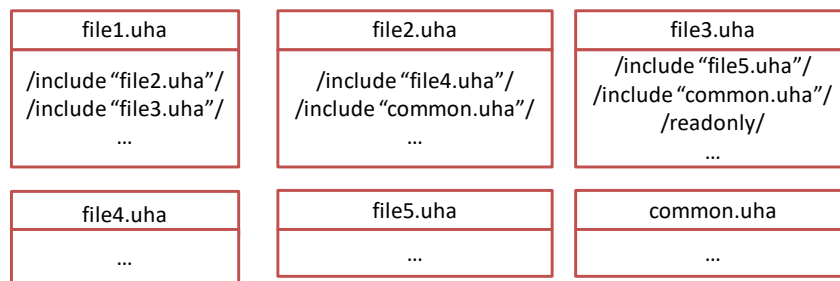 file1.uha
/include “file2.uha”/
/include “file3.uha”/
...
file2.uha
/include “file4.uha”/
/include “common.uha”/
...
file3.uha
/include “file5.uha”/
/include “common.uha”/
/readonly/
...
file4.uha
...
file5.uha
...
common.uha
...